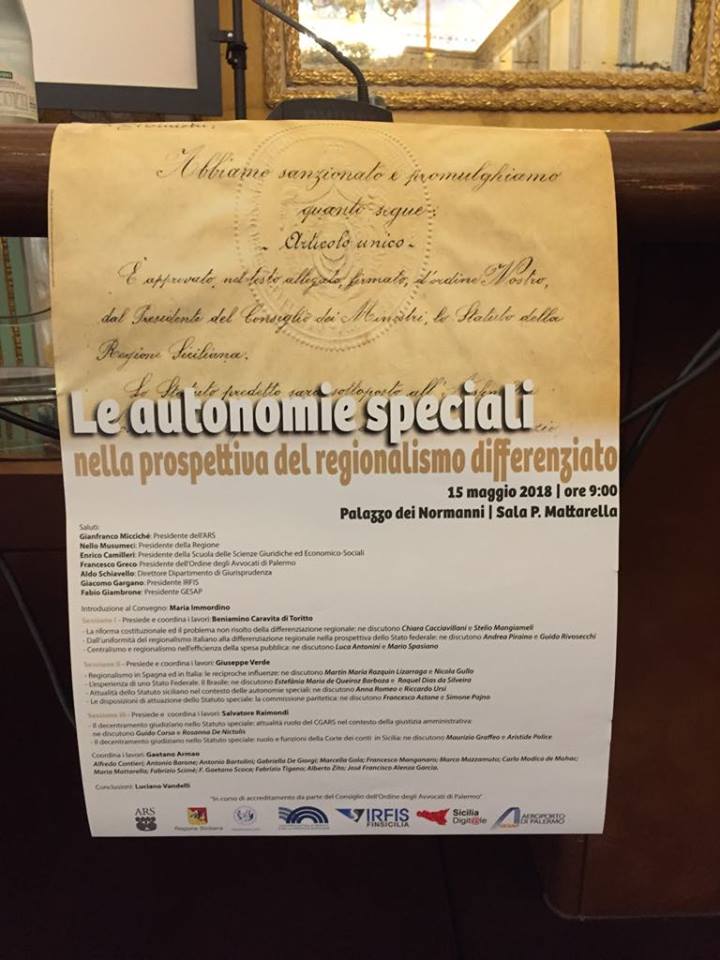 Abbiamo sanzionato e promulghiamo
quanto segue:
- Articolo unico -
È approvato, nel testo allegato, firmato, d'ordine Nostro,
dal Presidente del Consiglio dei Ministri, lo Statuto della
Regione Siciliana.
Lo Statuto predetto sarà sottoposto all'
Le autonomie speciali
nella prospettiva del regionalismo differenziato
15 maggio 2018 | ore 9:00
Palazzo dei Normanni | Sala P. Mattarella
Saluti:
Gianfranco Miccichè: Presidente dell'ARS
Nello Musumeci: Presidente della Regione
Enrico Camilleri: Presidente della Scuola delle Scienze Giuridiche ed Economico-Sociali
Francesco Greco: Presidente dell'Ordine degli Avvocati di Palermo
Aldo Schiavello: Direttore Dipartimento di Giurisprudenza
Giacomo Gargano: Presidente IRFIS
Fabio Giambrone: Presidente GESAP
Introduzione al Convegno: Maria Immordino
Sessione I - Presiede e coordina i lavori: Beniamino Caravita di Toritto
- La riforma costituzionale ed il problema non risolto della differenziazione regionale; ne discutono Chiara Cacciavillani e Stelio Mangiameli
- Dall'uniformità del regionalismo italiano alla differenziazione regionale nella prospettiva dello Stato federale; ne discutono Andrea Piraino e Guido Rivosecchi
- Centralismo e regionalismo nell'efficienza della spesa pubblica: ne discutono Luca Antonini e Mario Spasiano
Sessione II - Presiede e coordina i lavori: Giuseppe Verde
- Regionalismo in Spagna ed in Italia: le reciproche influenze: ne discutono Martin Maria Razquin Lizarraga e Nicola Gullo
- L'esperienza di uno Stato Federale. Il Brasile; ne discutono Estefânia Maria de Queiroz Barboza e Raquel Dias da Silveira
- Attualità dello Statuto siciliano nel contesto delle autonomie speciali; ne discutono Anna Romeo e Riccardo Ursi
- Le disposizioni di attuazione dello Statuto speciale: la commissione paritetica; ne discutono Francesca Astone e Simone Pajno
Sessione III - Presiede e coordina i lavori: Salvatore Raimondi
- Il decentramento giudiziario nello Statuto speciale: attualità ruolo del CGARS nel contesto della giustizia amministrativa:
ne discutono Guido Corso e Rosanna De Nictolis
- Il decentramento giudiziario nello Statuto speciale: ruolo e funzioni della Corte dei conti in Sicilia: ne discutono Maurizio Graffeo e Aristide Police
Coordina i lavori: Gaetano Armao
Alfredo Contieri; Antonio Barone; Antonio Bartolini; Gabriella De Giorgi; Marcella Gola; Francesco Manganaro; Marco Mazzamuto; Carlo Modica de Mohac;
Maria Mattarella; Fabrizio Scimè; F. Gaetano Scoca; Fabrizio Tigano; Alberto Zito; José Francisco Alenza García.
Conclusioni: Luciano Vandelli
"In corso di accreditamento da parte del Consiglio dell'Ordine degli Avvocati di Palermo"
ARS
Regione Siciliana
IRFIS
FINSICILIA
Sicilia
Digit@le
AEROPORTO
DI PALERMO